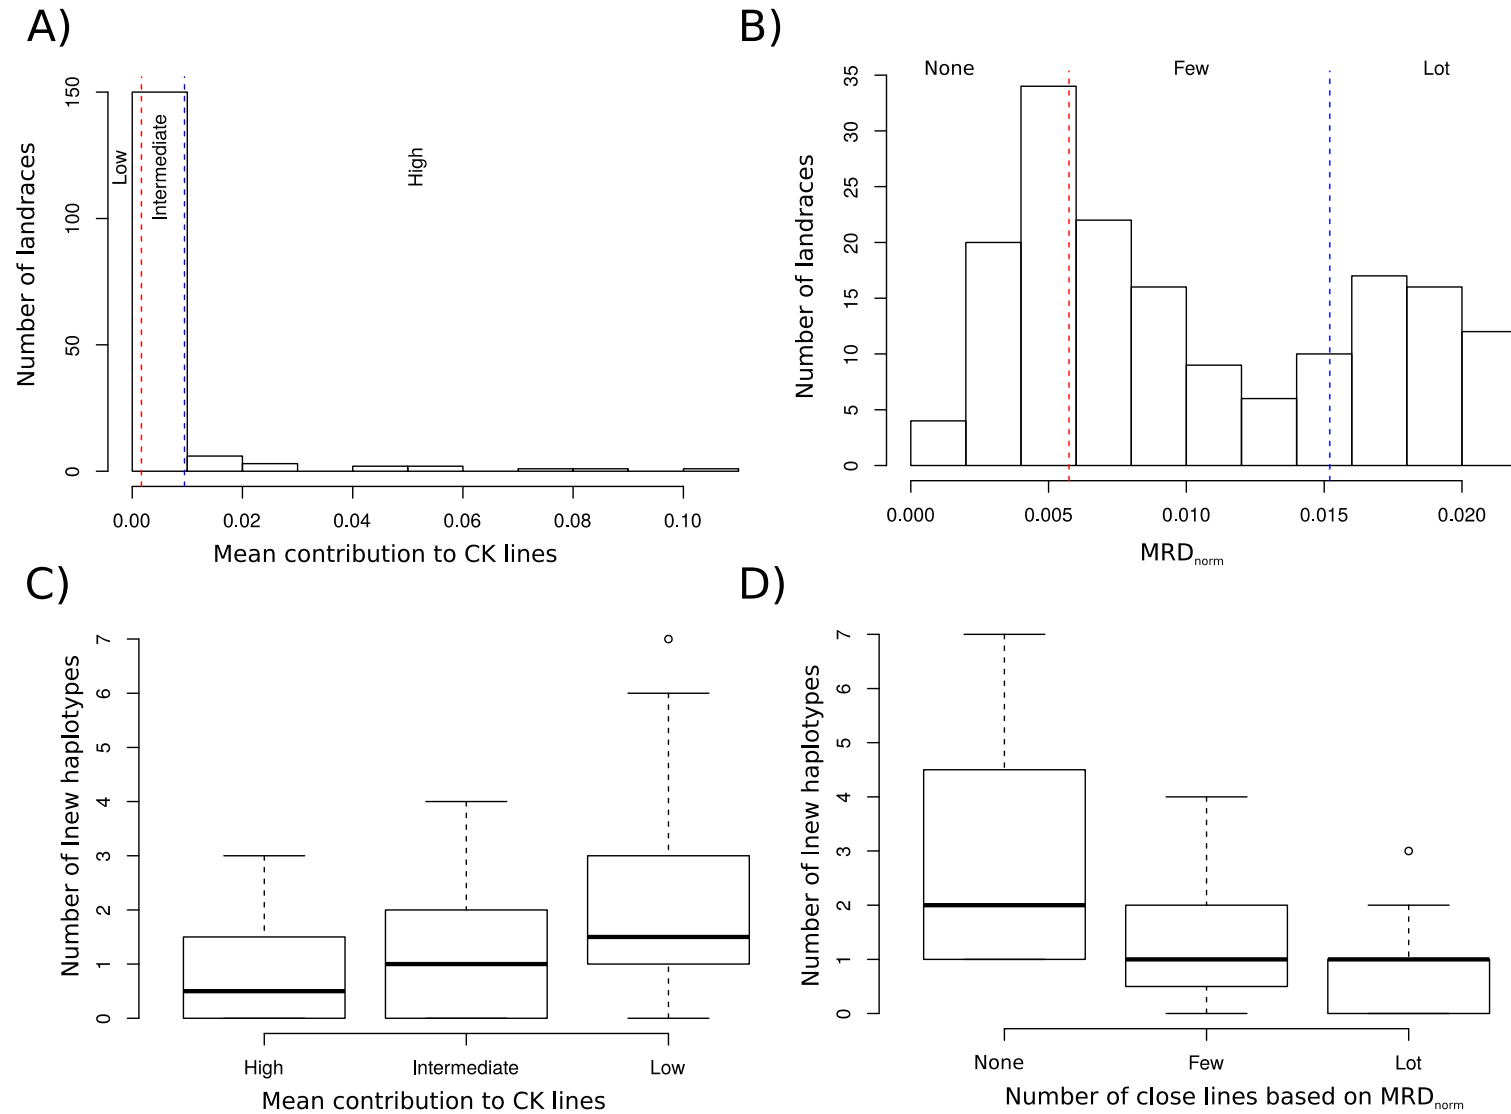 A)
150
100
50
0
Number of landraces
Low
Intermediate
High
0.00 0.02 0.04 0.06 0.08 0.10
Mean contribution to CK lines
B)
None Few Lot
35
30
25
20
15
10
5
0
Number of landraces
0.000 0.005 0.010 0.015 0.020
MRDnorm
C)
7
6
5
4
3
2
1
0
Number of lnew haplotypes
High Intermediate Low
Mean contribution to CK lines
D)
7
6
5
4
3
2
1
0
Number of lnew haplotypes
None Few Lot
Number of close lines based on MRDnorm